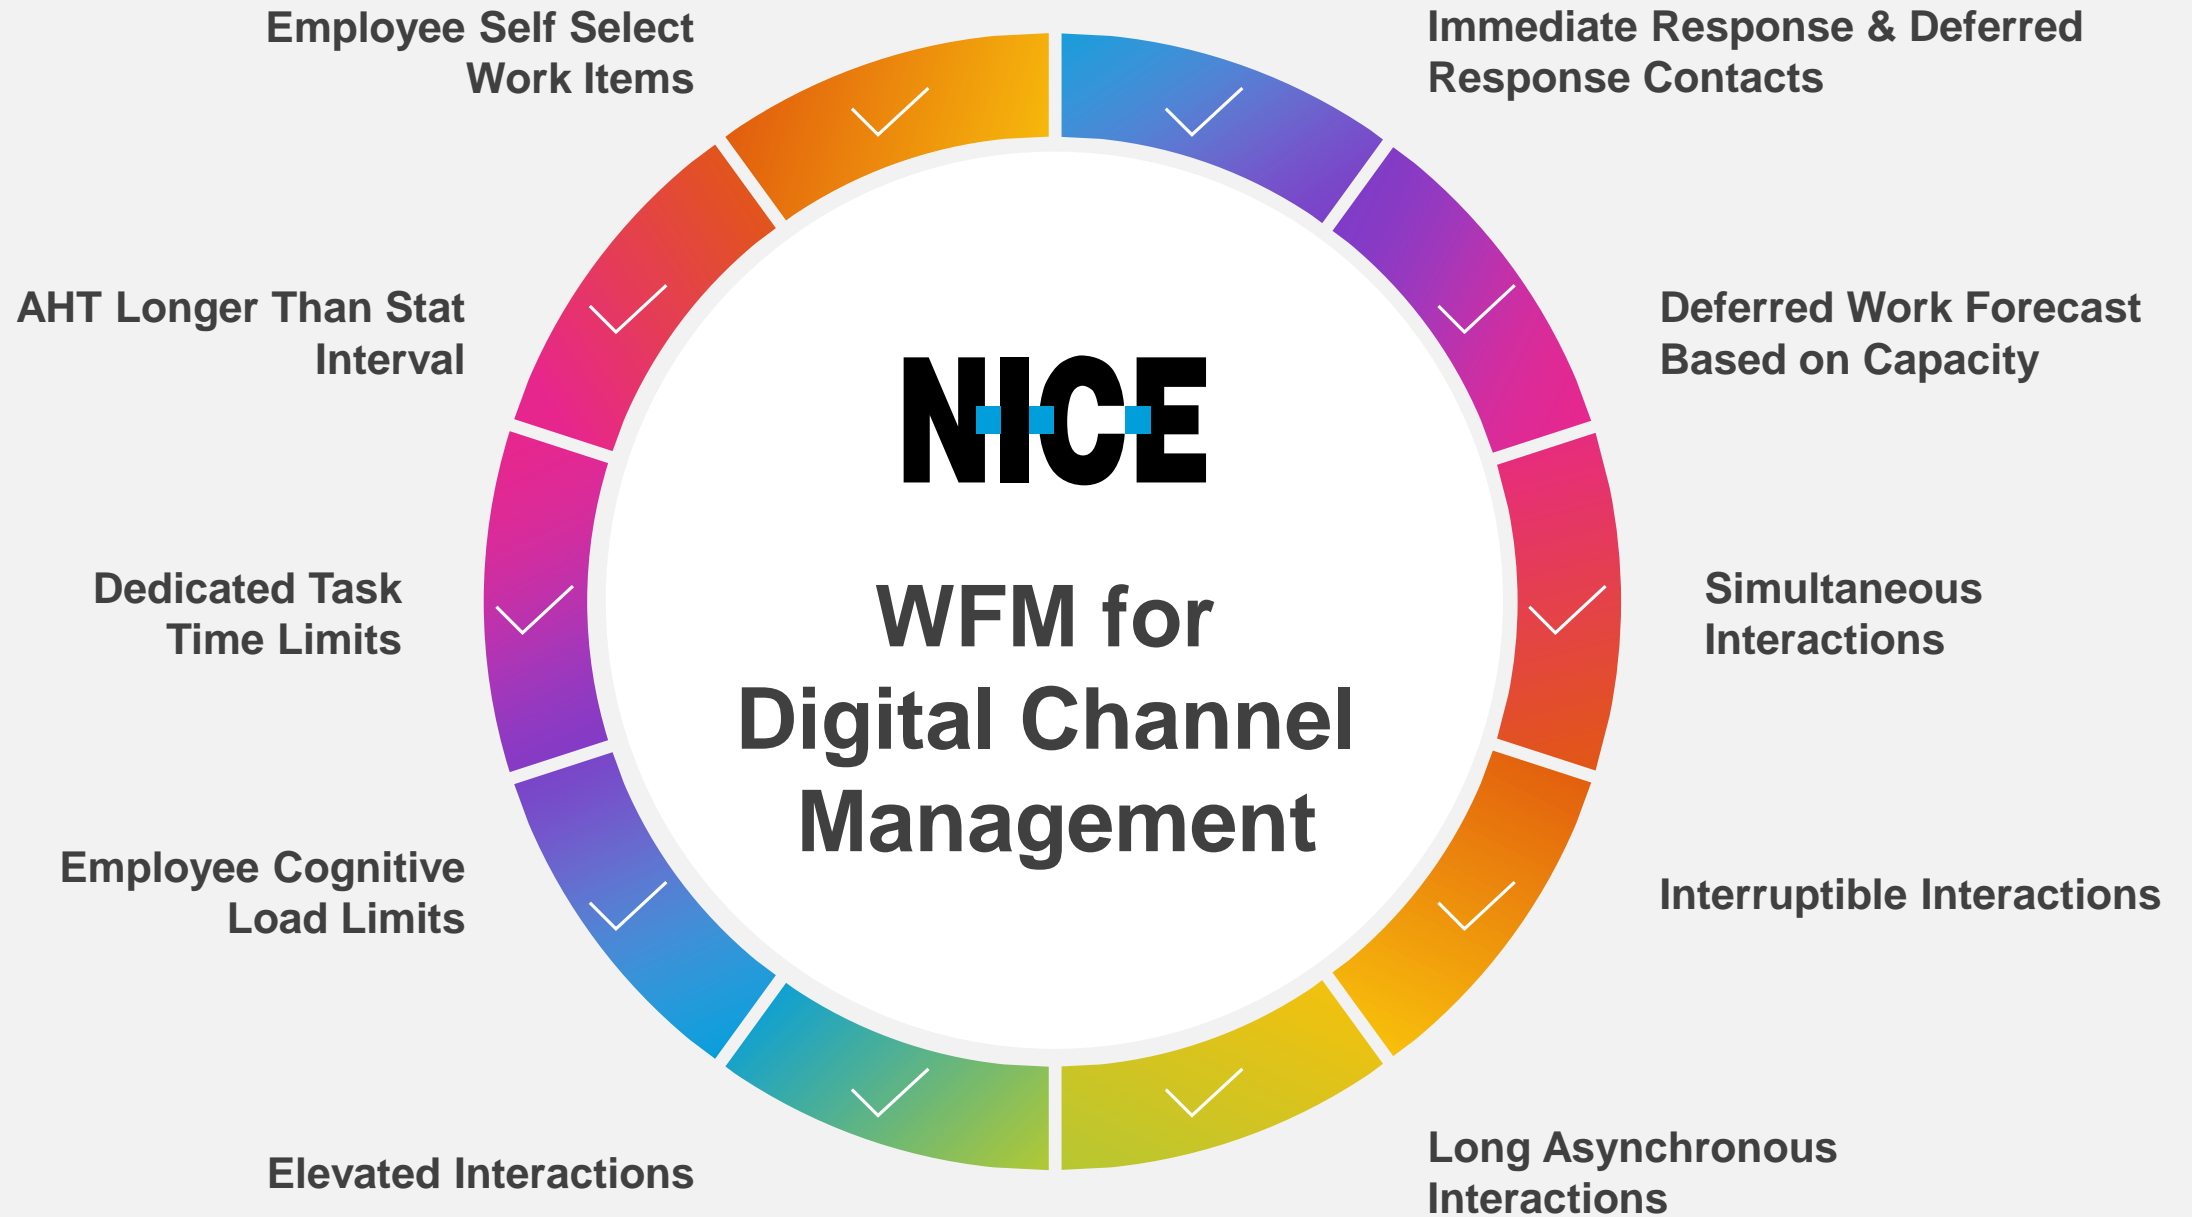 Employee Self Select
Work Items
Immediate Response & Deferred
Response Contacts
AHT Longer Than Stat
Interval
Deferred Work Forecast
Based on Capacity
NICE
Dedicated Task
Time Limits
WFM for
Digital Channel
Management
Simultaneous
Interactions
Employee Cognitive
Load Limits
Interruptible Interactions
Elevated Interactions
Long Asynchronous
Interactions